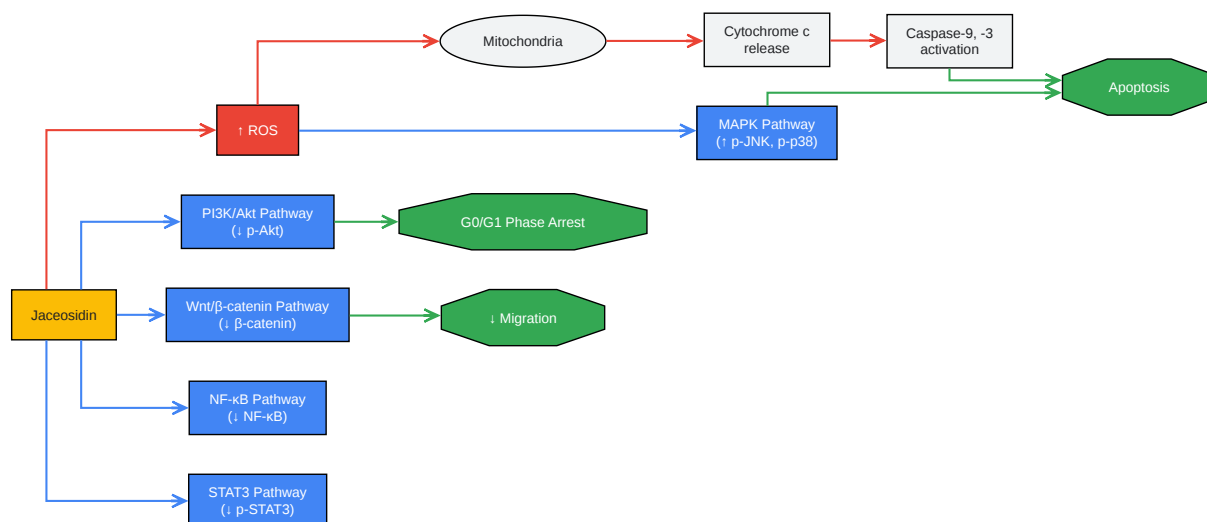 Mitochondria
Cytochrome c
release
Caspase-9, -3
activation
Apoptosis
↑ ROS
MAPK Pathway
(↑ p-JNK, p-p38)
PI3K/Akt Pathway
(↓ p-Akt)
G0/G1 Phase Arrest
Jaceosidin
Wnt/β-catenin Pathway
(↓ β-catenin)
↓ Migration
NF-κB Pathway
(↓ NF-κB)
STAT3 Pathway
(↓ p-STAT3)